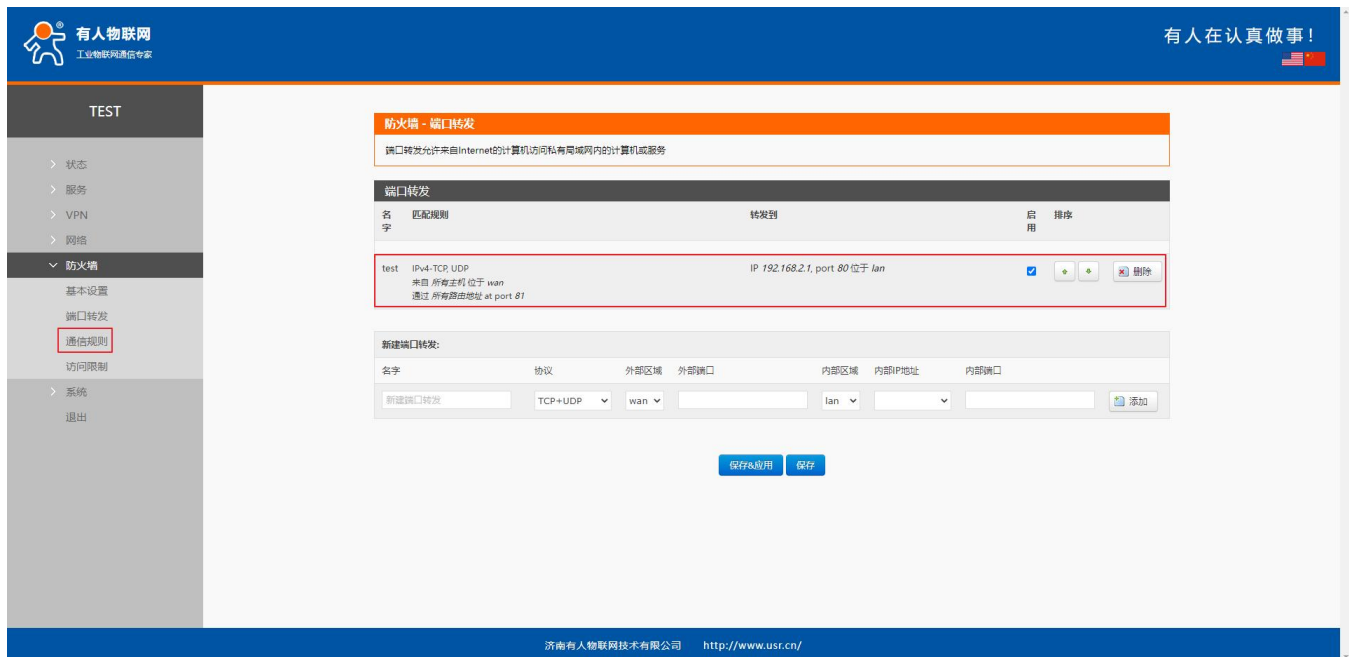 有人物联网
®
工业物联网通信专家
有人在认真做事！
TEST
状态
服务
VPN
网络
防火墙
基本设置
端口转发
通信规则
访问限制
系统
退出
防火墙 - 端口转发
端口转发允许来自Internet的计算机访问私有局域网内的计算机或服务
端口转发
名字 匹配规则 转发到 启用 排序
test IPv4-TCP, UDP IP 192.168.2.1, port 80 位于 lan 删除
来自 所有主机 位于 wan
通过 所有路由地址 at port 81
新建端口转发:
名字 协议 外部区域 外部端口 内部区域 内部IP地址 内部端口
新建端口转发 TCP+UDP wan lan 添加
保存&应用 保存
济南有人物联网技术有限公司 http://www.usr.cn/